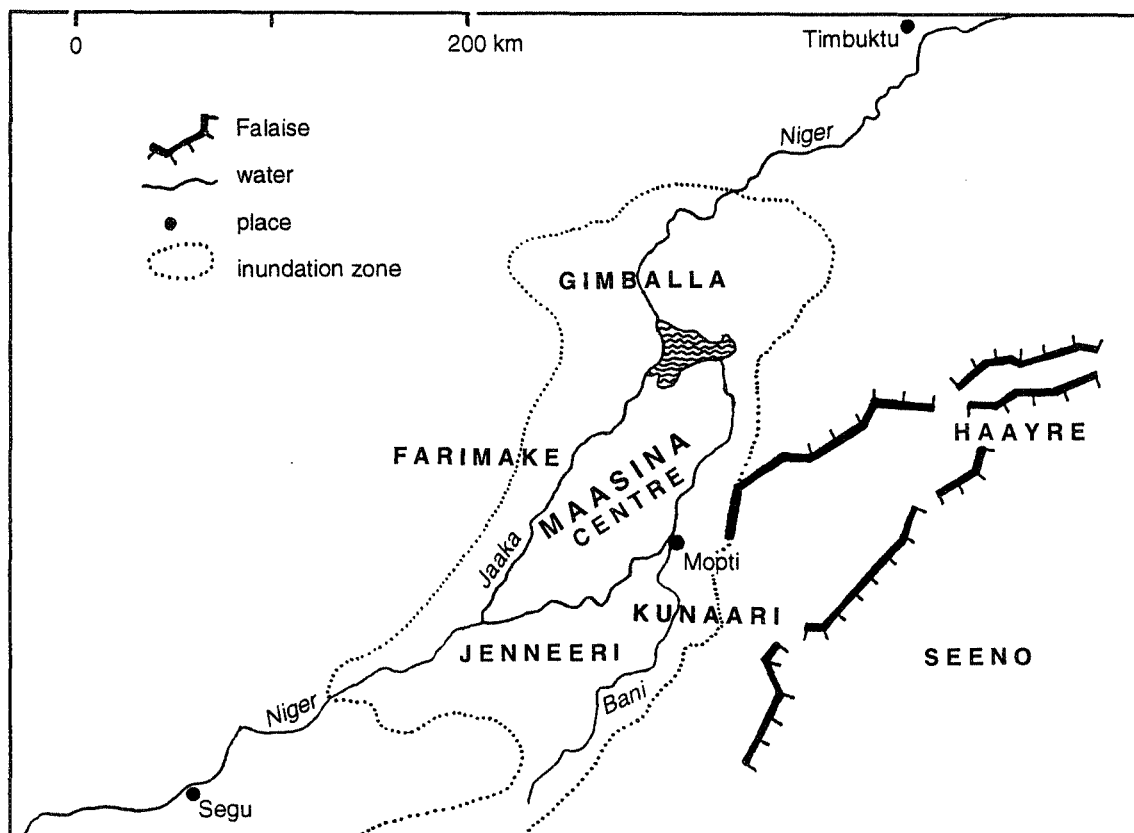 0
200 km
Timbuktu
Falaise
water
place
inundation zone
Niger
GIMBALLA
HAAYRE
FARIMAKE
MAASINA
CENTRE
Jaaka
Mopti
KUNAARI
JENNEERI
SEENO
Bani
Niger
Segu